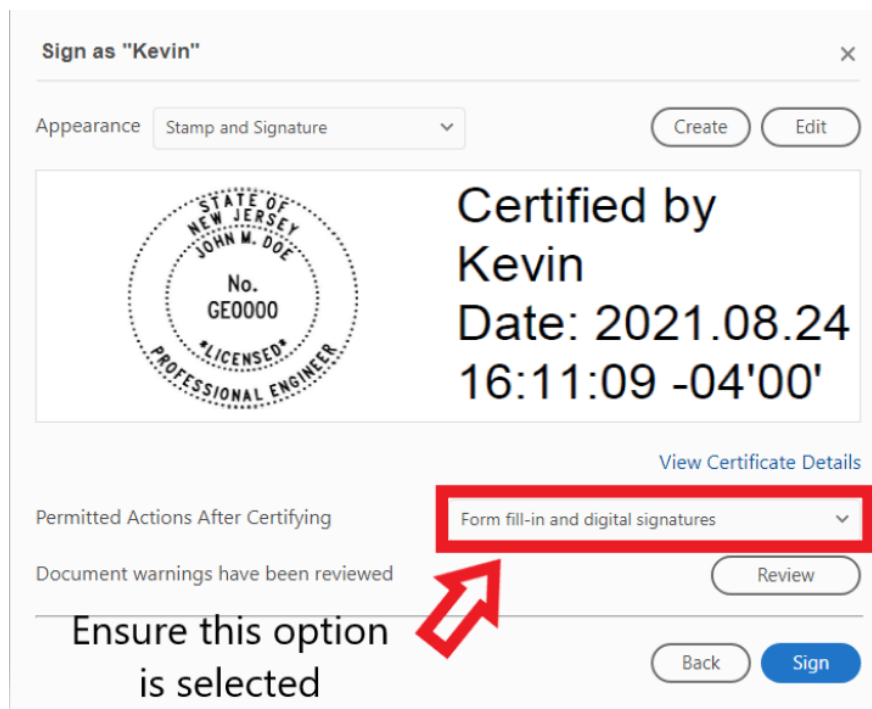 Sign as "Kevin"
Appearance
Stamp and Signature
Create
Edit
STATE OF
NEW JERSEY
JOHN M. DOE
No.
GE0000
*LICENSED*
PROFESSIONAL ENGINEER
Certified by
Kevin
Date: 2021.08.24
16:11:09 -04'00'
View Certificate Details
Permitted Actions After Certifying
Form fill-in and digital signatures
Document warnings have been reviewed
Review
Ensure this option
is selected
Back
Sign